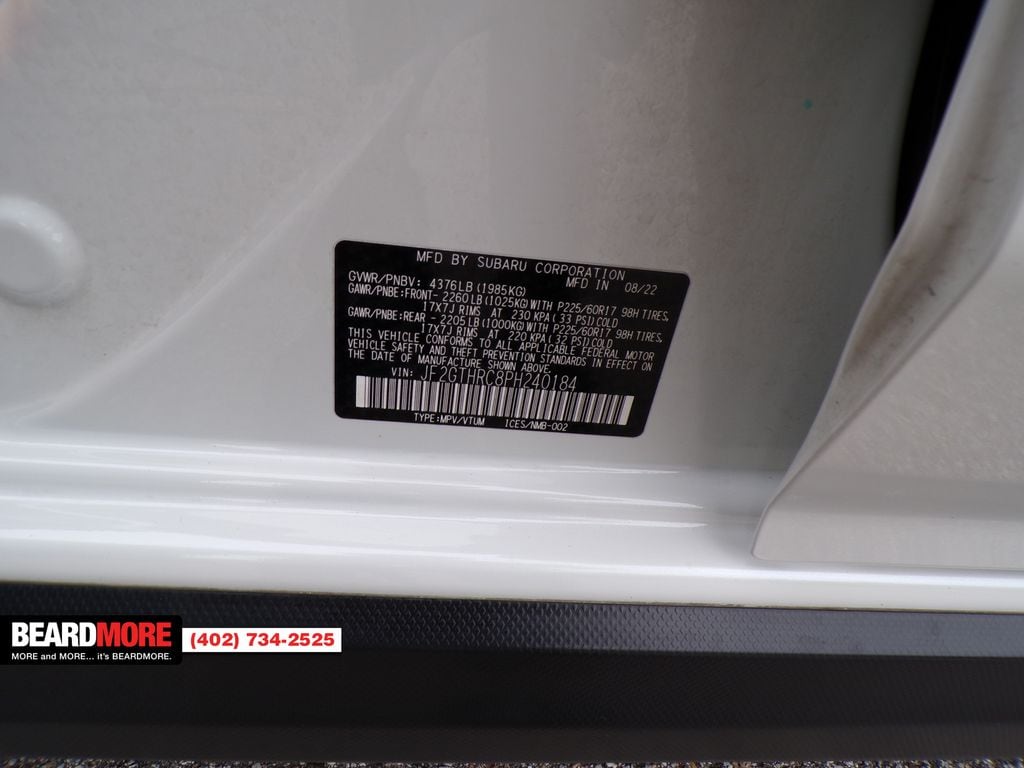 MFD BY SUBARU CORPORATION
MFD IN 08/22
GVWR/PNBV: 4376LB(1985KG)
GAWR/PNBE:FRONT-2260LB(1025KG)WITH P225/60R17 98H TIRES,
17X7J RIMS AT 230 KPA(33 PSI)COLD
GAWR/PNBE:REAR -2205LB(1000KG)WITH P225/60R17 98H TIRES,
17X7J RIMS AT 220 KPA(32 PSI)COLD
THIS VEHICLE CONFORMS TO ALL APPLICABLE FEDERAL MOTOR
VEHICLE SAFETY AND THEFT PREVENTION STANDARDS IN EFFECT ON
THE DATE OF MANUFACTURE SHOWN ABOVE.
VIN: JF2GTHRC8PH240184
TYPE:MPV/VTUM ICES/NMB-002
BEARDMORE
MORE and MORE... it's BEARDMORE.
(402) 734-2525